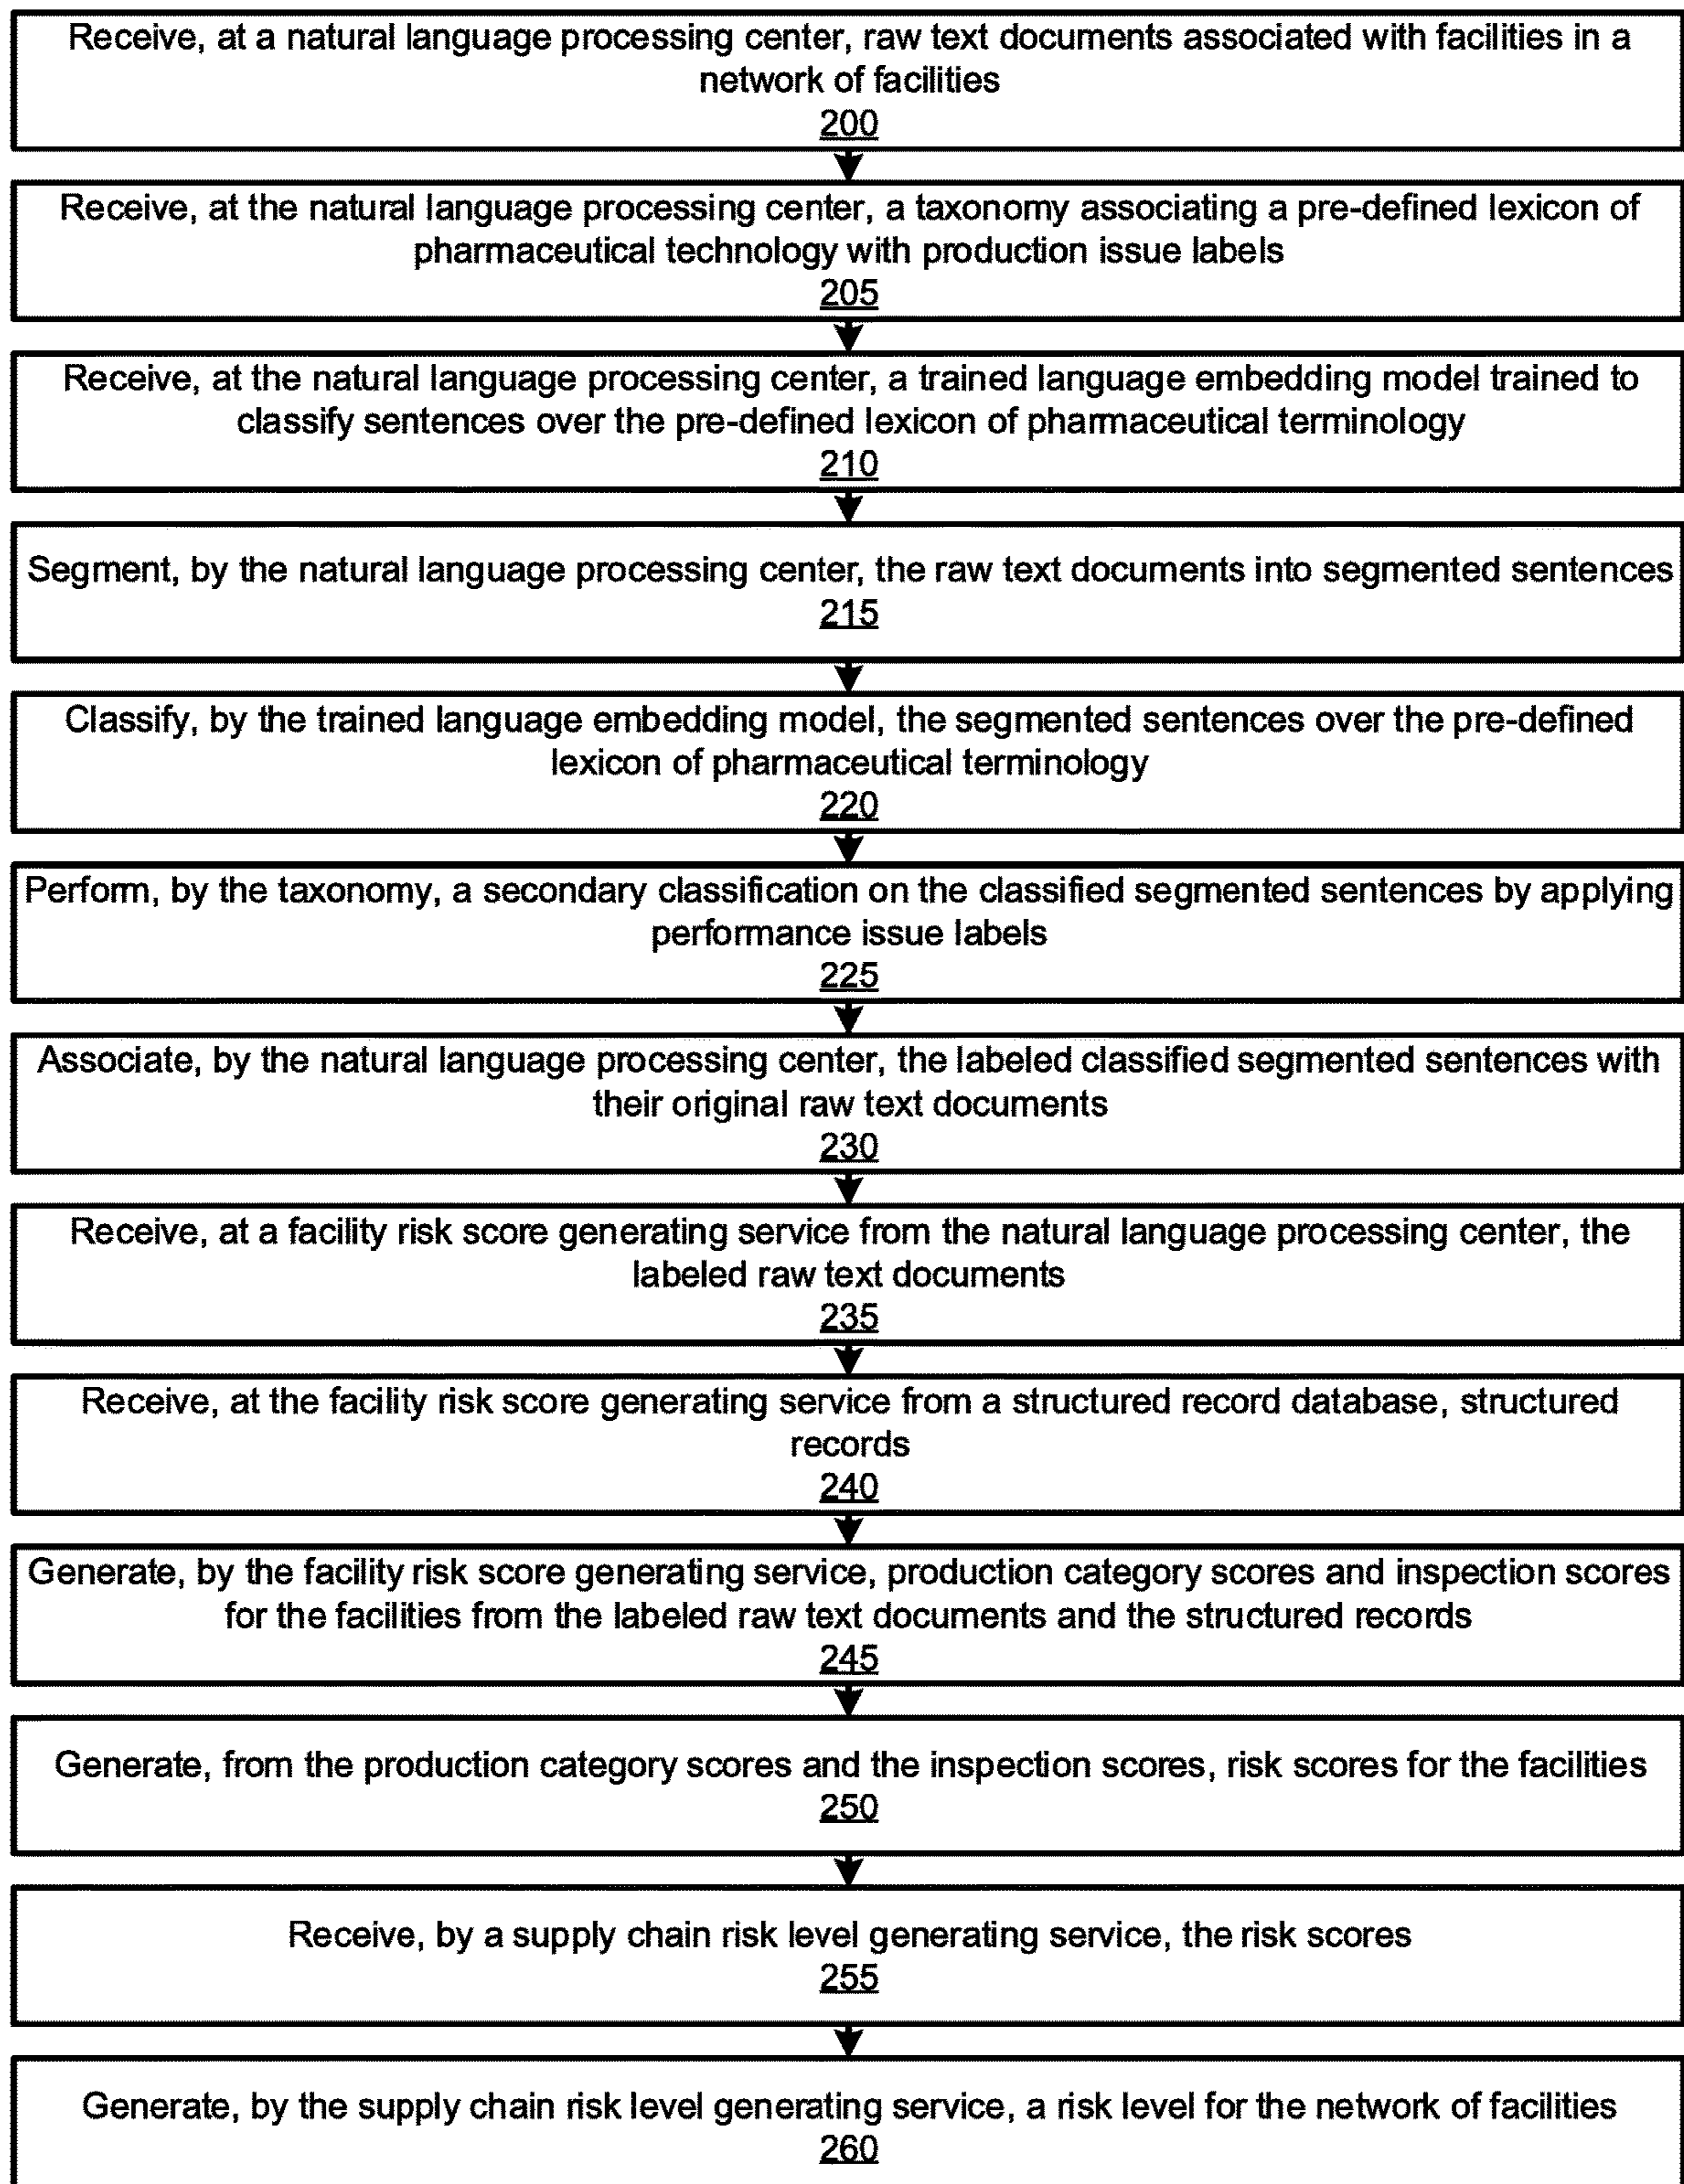 Receive, at a natural language processing center, raw text documents associated with facilities in a
network of facilities
200
Receive, at the natural language processing center, a taxonomy associating a pre-defined lexicon of
pharmaceutical technology with production issue labels
205
Receive, at the natural language processing center, a trained language embedding model trained to
classify sentences over the pre-defined lexicon of pharmaceutical terminology
210
Segment, by the natural language processing center, the raw text documents into segmented sentences
215
Classify, by the trained language embedding model, the segmented sentences over the pre-defined
lexicon of pharmaceutical terminology
220
Perform, by the taxonomy, a secondary classification on the classified segmented sentences by applying
performance issue labels
225
Associate, by the natural language processing center, the labeled classified segmented sentences with
their original raw text documents
230
Receive, at a facility risk score generating service from the natural language processing center, the
labeled raw text documents
235
Receive, at the facility risk score generating service from a structured record database, structured
records
240
Generate, by the facility risk score generating service, production category scores and inspection scores
for the facilities from the labeled raw text documents and the structured records
245
Generate, from the production category scores and the inspection scores, risk scores for the facilities
250
Receive, by a supply chain risk level generating service, the risk scores
255
Generate, by the supply chain risk level generating service, a risk level for the network of facilities
260